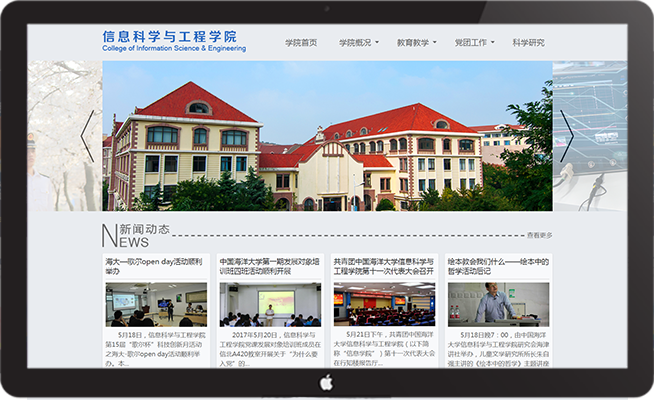 信息科学与工程学院
College of Information Science & Engineering
学院首页 学院概况 教育教学 党团工作 科学研究
新闻动态
NEWS
查看更多
海大—歌尔open day活动顺利
举办
5月18日，信息科学与工程学院
第15届“歌尔杯”科技创新月活动
之海大-歌尔open day活动顺利举
办。本...
中国海洋大学第一期发展对象培
训班四班活动顺利开展
2017年5月20日，信息科学与
工程学院党课发展对象培训班成员在
信北A420教室开展关于“为什么要
入党”的...
共青团中国海洋大学信息科学与
工程学院第十一次代表大会召开
5月21日下午，共青团中国海洋
大学信息科学与工程学院（以下简
称“信息学院”）第十一次代表大会
在行知楼报告厅...
绘本教会我们什么——绘本中的
哲学活动后记
5月18日晚7：00，由中国海洋
大学信息科学与工程学院研究会海津
讲社举办，儿童文学研究所所长朱自
强主讲的《绘本中的哲学》主题讲座